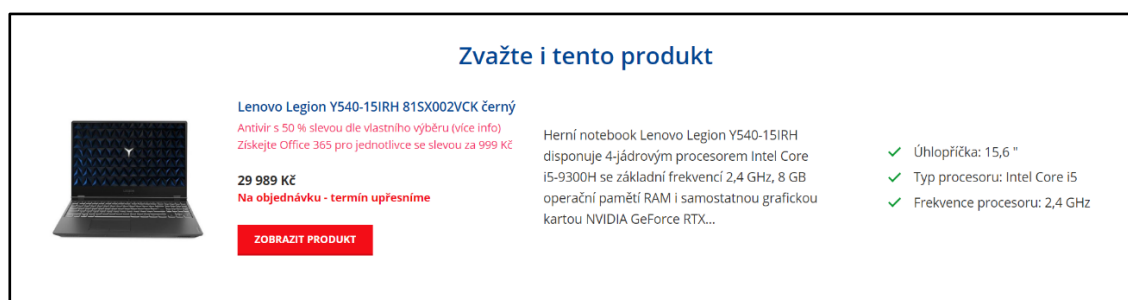 Zvažte i tento produkt
Lenovo Legion Y540-15IRH 81SX002VCK černý
Antivir s 50 % slevou dle vlastního výběru (více info)
Získejte Office 365 pro jednotlivce se slevou za 999 Kč
29 989 Kč
Na objednávku - termín upřesníme
ZOBRAZIT PRODUKT
Herní notebook Lenovo Legion Y540-15IRH
disponuje 4-jádrovým procesorem Intel Core
i5-9300H se základní frekvencí 2,4 GHz, 8 GB
operační pamětí RAM i samostatnou grafickou
kartou NVIDIA GeForce RTX...
Úhlopříčka: 15,6 "
Typ procesoru: Intel Core i5
Frekvence procesoru: 2,4 GHz